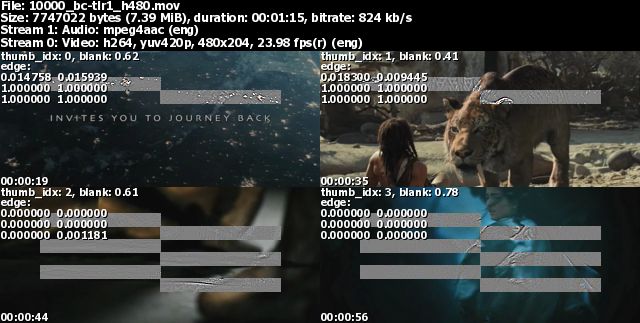 File: 10000_bc-tlr1_h480.mov
Size: 7747022 bytes (7.39 MiB), duration: 00:01:15, bitrate: 824 kb/s
Stream 1: Audio: mpeg4aac (eng)
Stream 0: Video: h264, yuv420p, 480x204, 23.98 fps(r) (eng)
thumb_idx: 0, blank: 0.62
edge:
0.014758 0.015939
1.000000 1.000000
1.000000 1.000000
INVITES YOU TO JOURNEY BACK
00:00:19
thumb_idx: 1, blank: 0.41
edge:
0.018300 0.009445
1.000000 1.000000
1.000000 1.000000
00:00:35
thumb_idx: 2, blank: 0.61
edge:
0.000000 0.000000
0.000000 0.000000
0.000000 0.001181
00:00:44
thumb_idx: 3, blank: 0.78
edge:
0.000000 0.000000
0.000000 0.000000
0.000000 0.000000
00:00:56